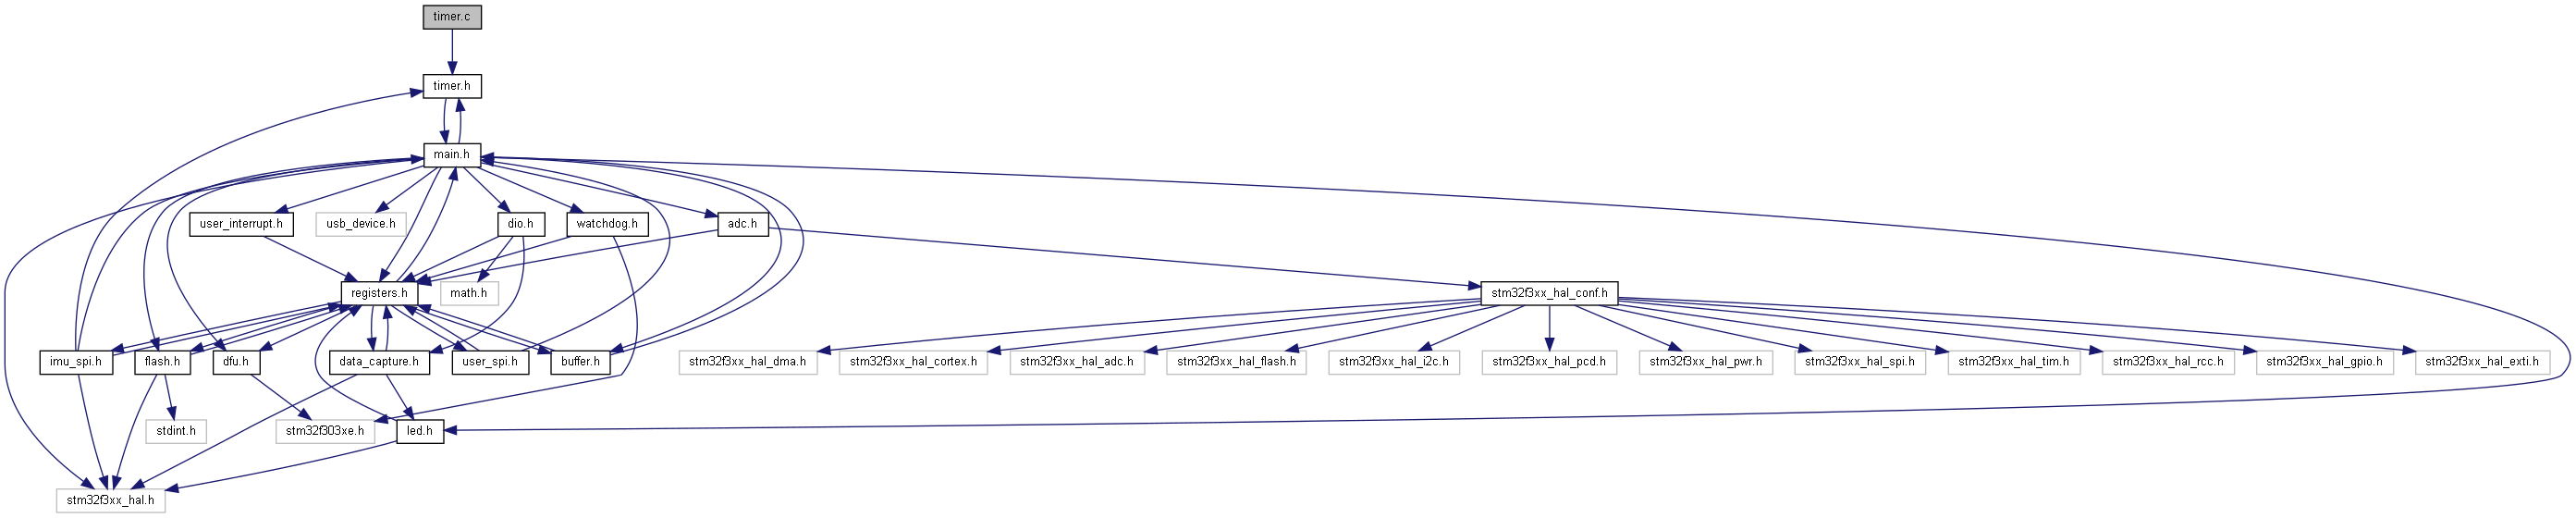 timer.c
timer.h
main.h
user_interrupt.h
usb_device.h
dio.h
watchdog.h
adc.h
registers.h
math.h
stm32f3xx_hal_conf.h
imu_spi.h
flash.h
dfu.h
data_capture.h
user_spi.h
buffer.h
stm32f3xx_hal_dma.h
stm32f3xx_hal_cortex.h
stm32f3xx_hal_adc.h
stm32f3xx_hal_flash.h
stm32f3xx_hal_i2c.h
stm32f3xx_hal_pcd.h
stm32f3xx_hal_pwr.h
stm32f3xx_hal_spi.h
stm32f3xx_hal_tim.h
stm32f3xx_hal_rcc.h
stm32f3xx_hal_gpio.h
stm32f3xx_hal_exti.h
stdint.h
stm32f303xe.h
led.h
stm32f3xx_hal.h